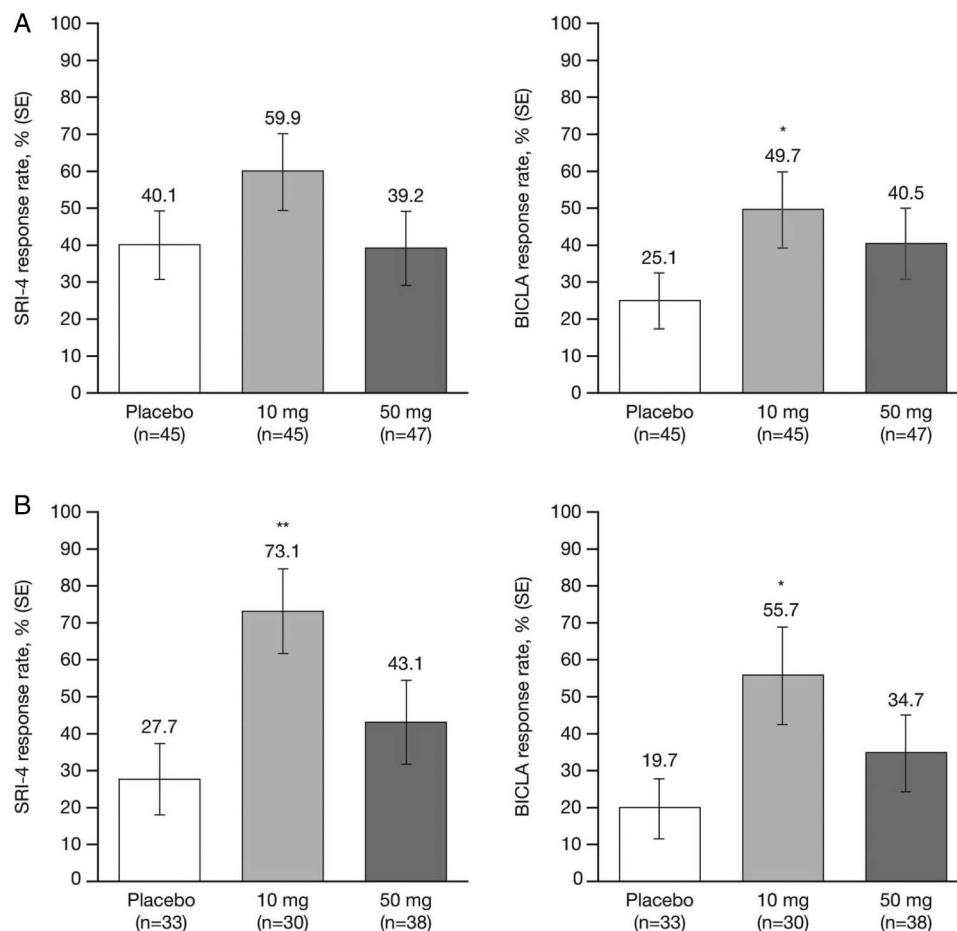 A
SRI-4 response rate, % (SE)
100
90
80
70
60
50
40
30
20
10
0
40.1
59.9
39.2
Placebo
(n=45)
10 mg
(n=45)
50 mg
(n=47)
BICLA response rate, % (SE)
100
90
80
70
60
50
40
30
20
10
0
25.1
*
49.7
40.5
Placebo
(n=45)
10 mg
(n=45)
50 mg
(n=47)
B
SRI-4 response rate, % (SE)
100
90
80
70
60
50
40
30
20
10
0
27.7
**
73.1
43.1
Placebo
(n=33)
10 mg
(n=30)
50 mg
(n=38)
BICLA response rate, % (SE)
100
90
80
70
60
50
40
30
20
10
0
19.7
*
55.7
34.7
Placebo
(n=33)
10 mg
(n=30)
50 mg
(n=38)